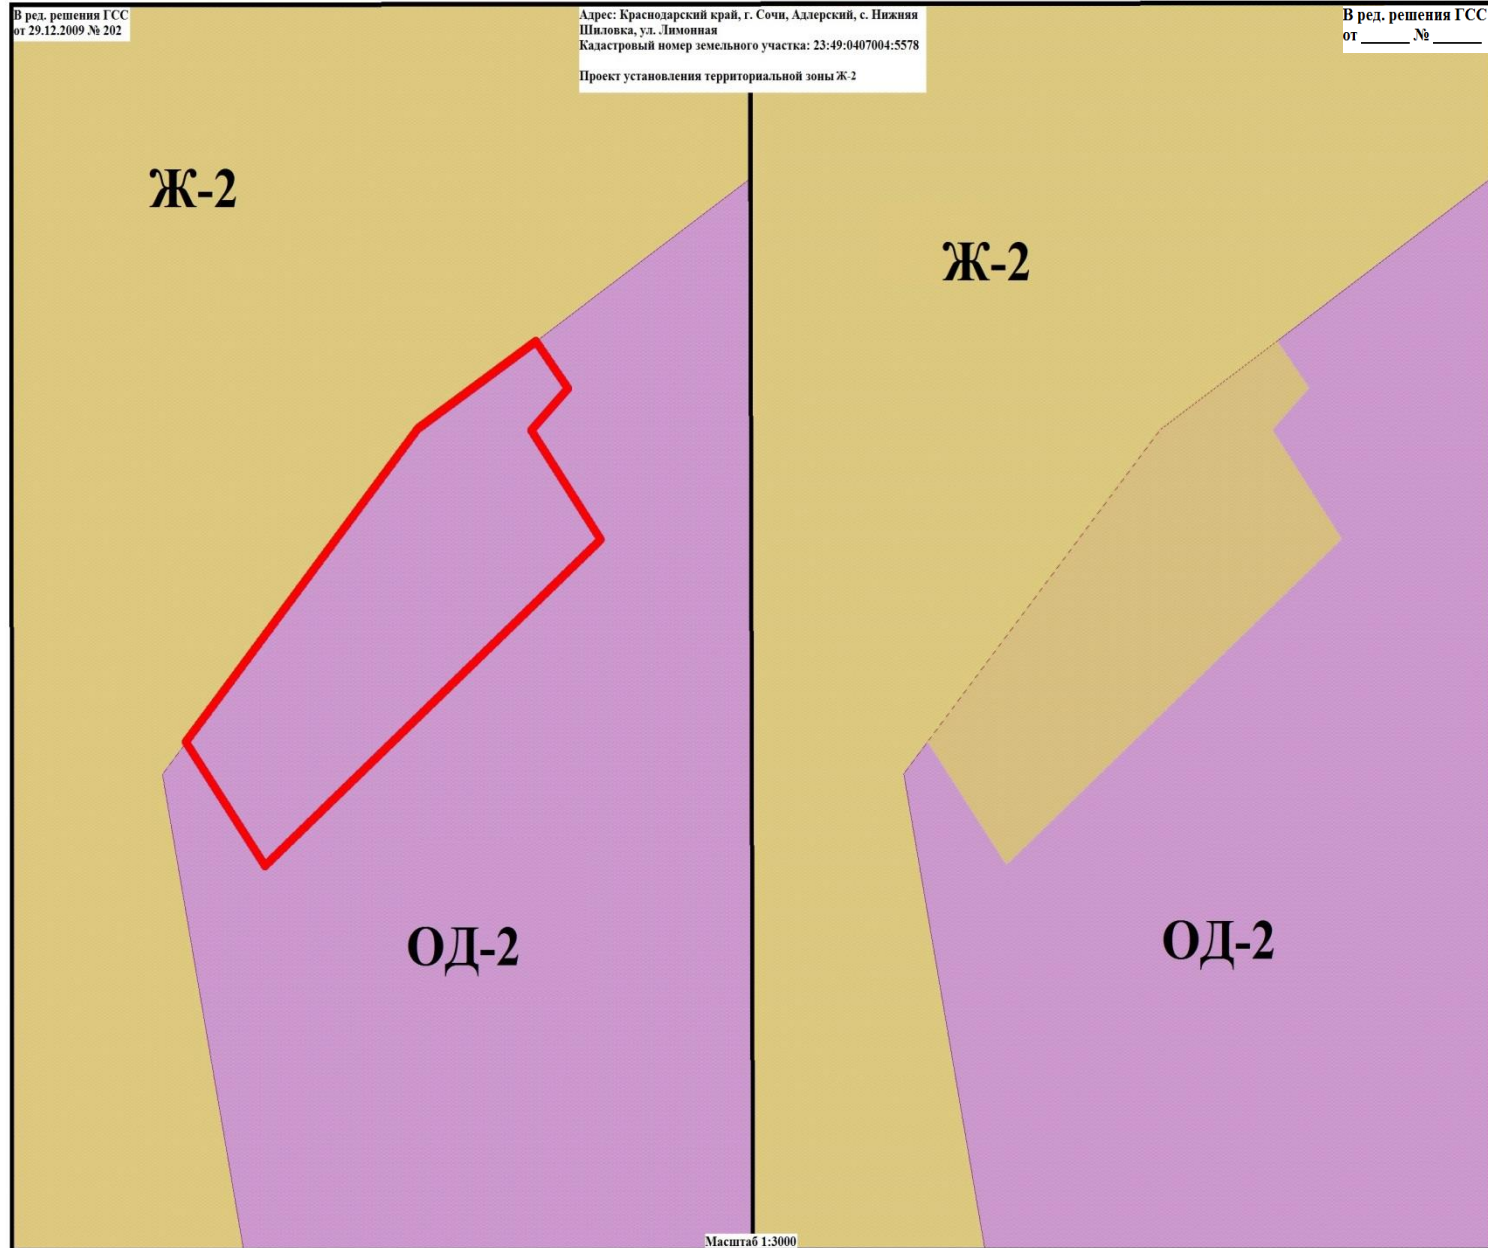 В ред. решения ГСС
от 29.12.2009 № 202
Адрес: Краснодарский край, г. Сочи, Адлерский, с. Нижняя
Шиловка, ул. Лимонная
Кадастровый номер земельного участка: 23:49:0407004:5578
Проект установления территориальной зоны Ж-2
В ред. решения ГСС
от ______ № ______
Ж-2
Ж-2
ОД-2
ОД-2
Масштаб 1:3000